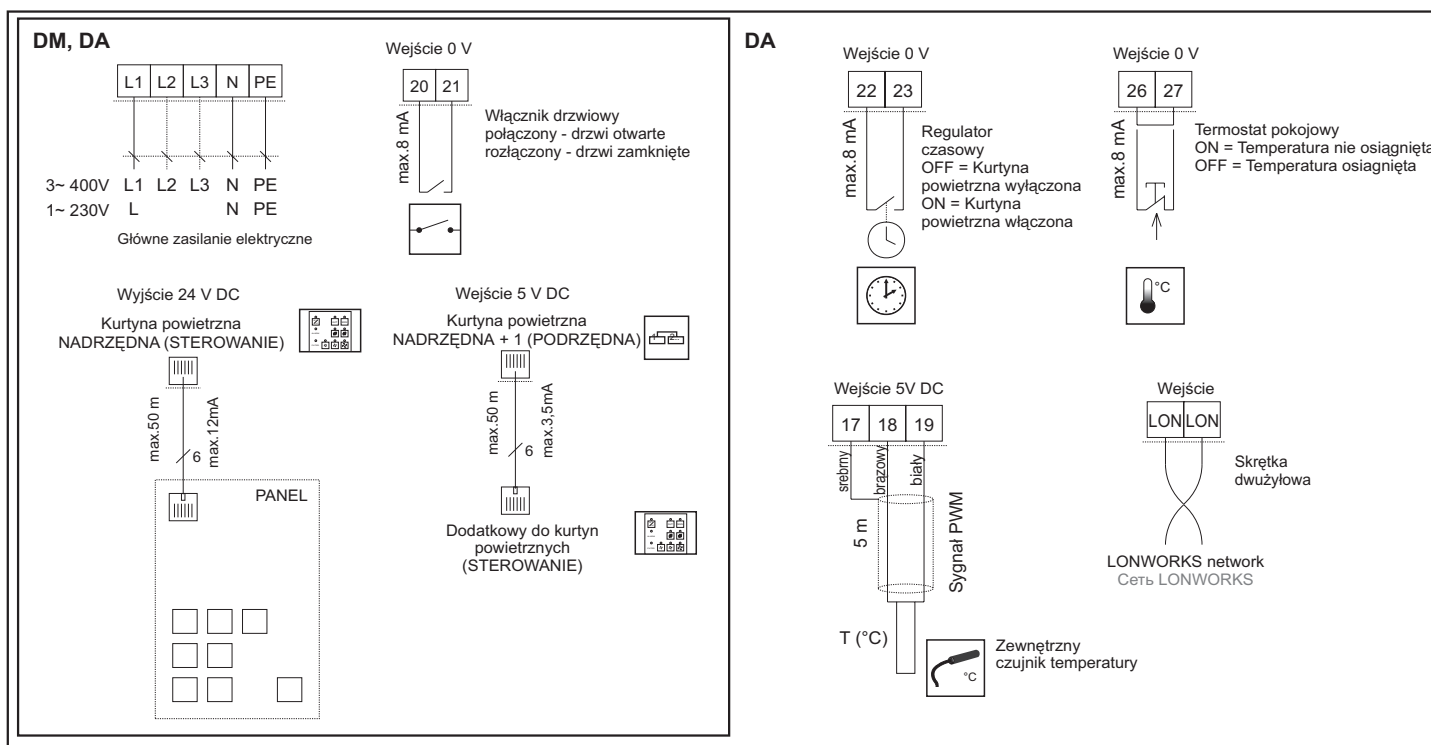 DM, DA
L1 L2 L3 N PE
3~ 400V L1 L2 L3 N PE
1~ 230V L N PE
Główne zasilanie elektryczne
Wejście 0 V
20 21
max.8 mA
Włącznik drzwiowy
połączony - drzwi otwarte
rozłączony - drzwi zamknięte
Wyjście 24 V DC
Kurtyna powietrzna
NADRZĘDNA (STEROWANIE)
max.50 m
max.12mA
6
PANEL
Wejście 5 V DC
Kurtyna powietrzna
NADRZĘDNA + 1 (PODRZĘDNA)
max.50 m
max.3,5mA
6
Dodatkowy do kurtyn
powietrznych
(STEROWANIE)
DA
Wejście 0 V
22 23
max.8 mA
Regulator
czasowy
OFF = Kurtyna
powietrzna wyłączona
ON = Kurtyna
powietrzna włączona
Wejście 0 V
26 27
max.8 mA
Termostat pokojowy
ON = Temperatura nie osiągnięta
OFF = Temperatura osiagnięta
°C
Wejście 5V DC
17 18 19
srebrny
brązowy
biały
5 m
Sygnał PWM
T (°C)
°C
Zewnętrzny
czujnik temperatury
Wejście
LON LON
Skrętka
dwużyłowa
LONWORKS network
Сеть LONWORKS